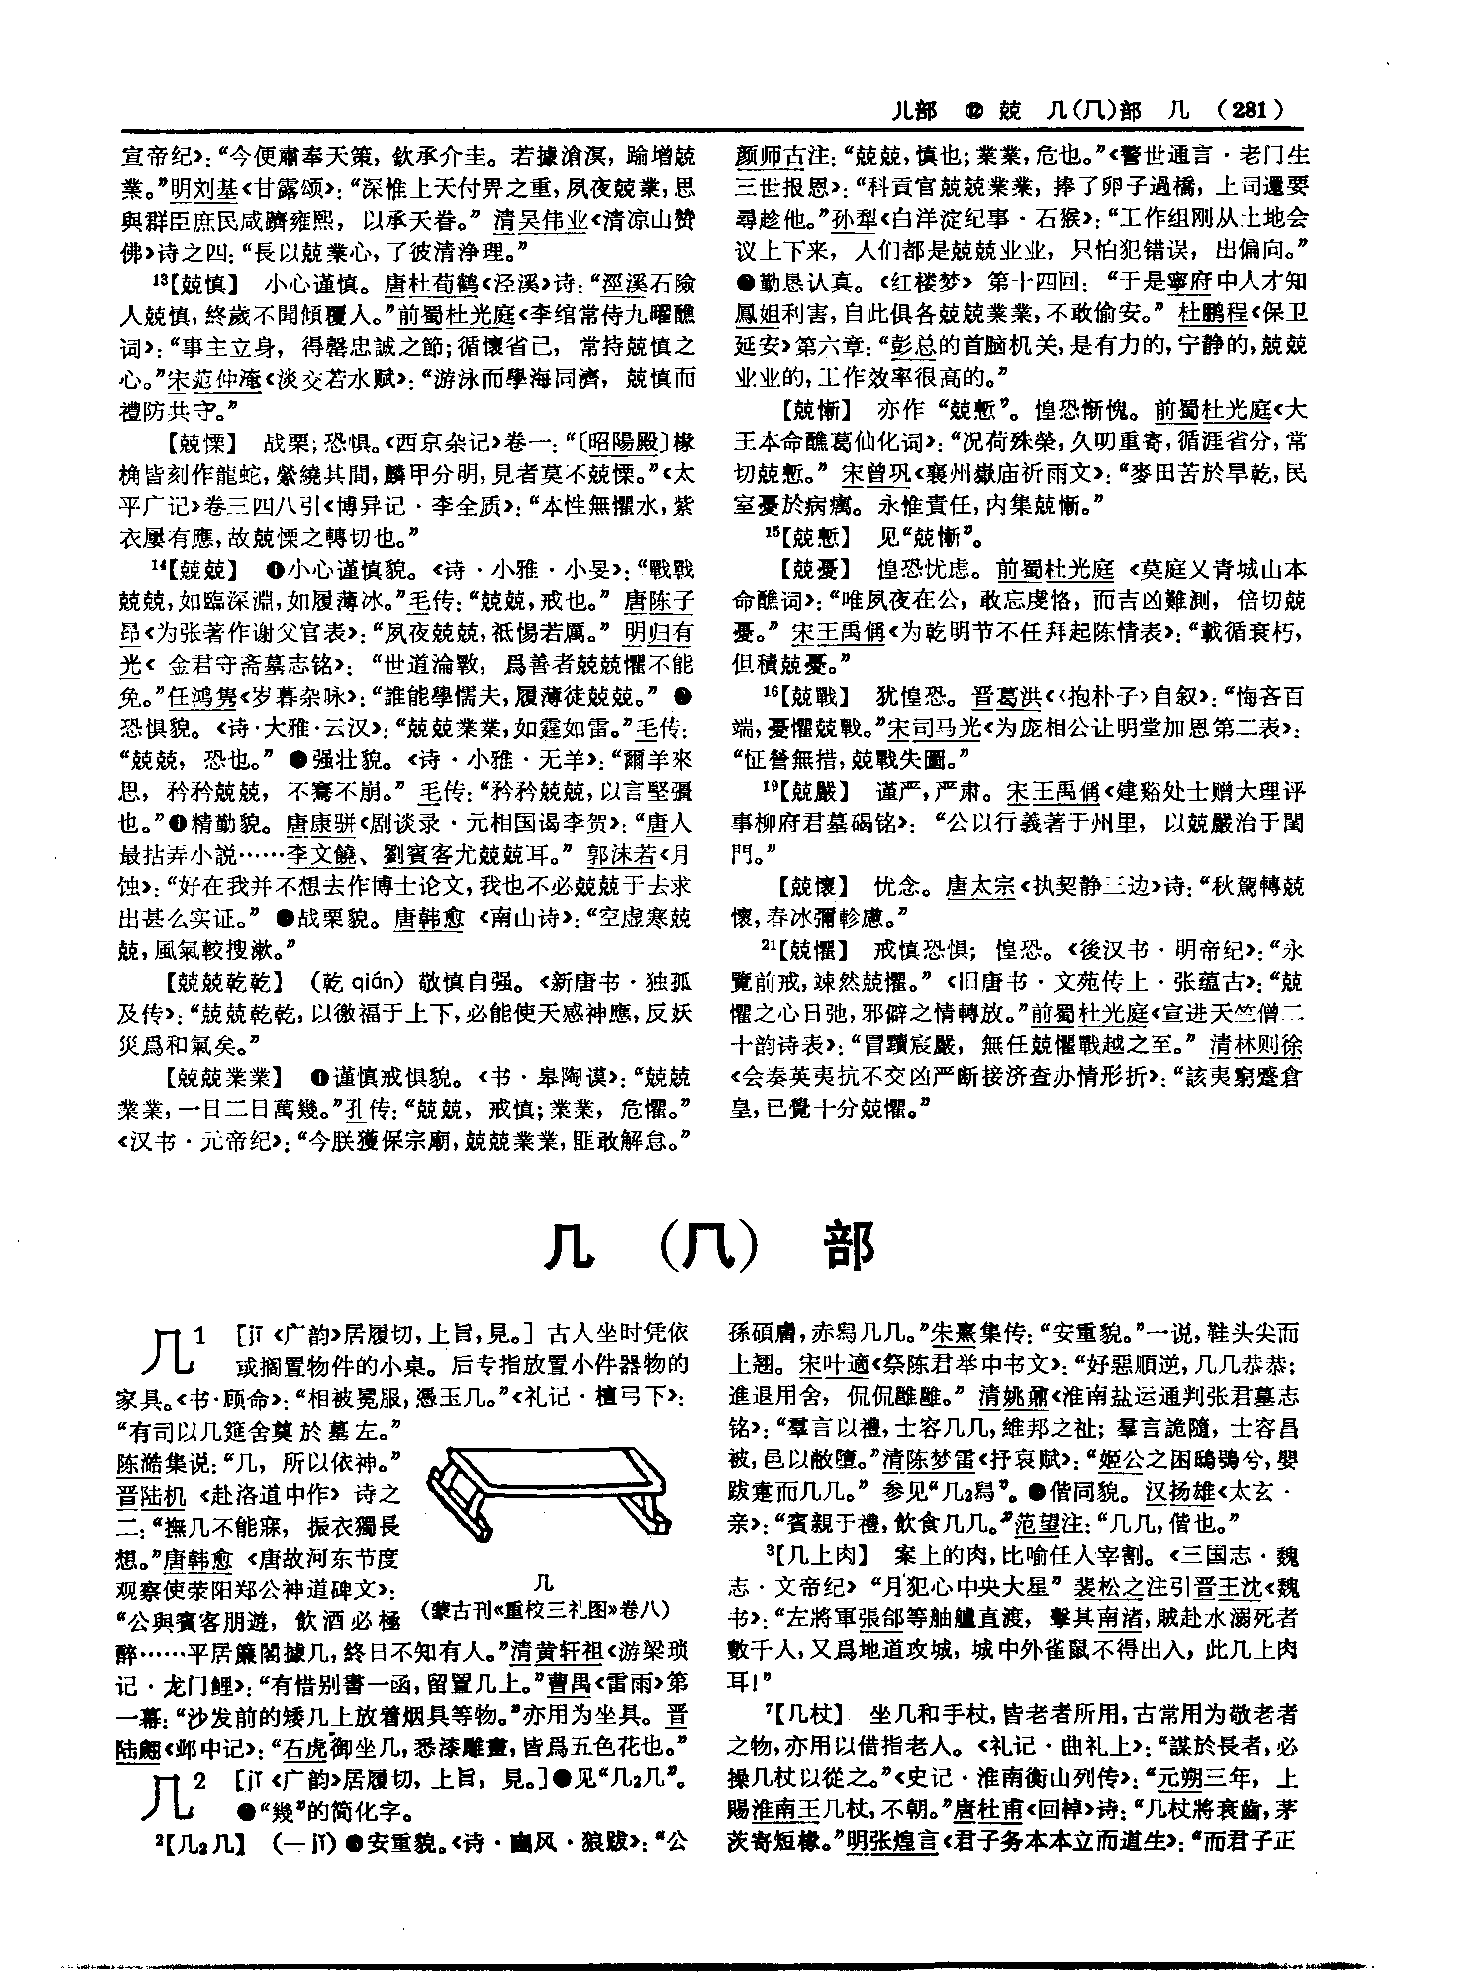 儿部 ⑫ 兢 几(⺇)部 几 (281)
宣帝纪》：“今便肅奉天策，欽承介圭。若據滄溟，踰增兢
業。”明刘基《甘露颂》：“深惟上天付畀之重，夙夜兢業，思
與群臣庶民咸躋雍熙，以承天眷。”清吴伟业《清凉山赞
佛》诗之四：“長以兢業心，了彼清浄理。”
13【兢慎】 小心谨慎。唐杜荀鹤《泾溪》诗：“涇溪石險
人兢慎，終歲不聞傾覆人。”前蜀杜光庭《李绾常侍九曜醮
词》：“事主立身，得罄忠誠之節；循懷省己，常持兢慎之
心。”宋范仲淹《淡交若水赋》：“游泳而學海同濟，兢慎而
禮防共守。”
【兢慄】 战栗；恐惧。《西京杂记》卷一：“〔昭陽殿〕椽
桷皆刻作龍蛇，縈繞其間，麟甲分明，見者莫不兢慄。”《太
平广记》卷三四八引《博异记·李全质》：“本性無懼水，紫
衣屢有應，故兢慄之轉切也。”
14【兢兢】 ❶小心谨慎貌。《诗·小雅·小旻》：“戰戰
兢兢，如臨深淵，如履薄冰。”毛传：“兢兢，戒也。”唐陈子
昂《为张著作谢父官表》：“夙夜兢兢，祗惕若厲。”明归有
光《 金君守斋墓志铭》：“世道淪斁，爲善者兢兢懼不能
免。”任鸿隽《岁暮杂咏》：“誰能學懦夫，履薄徒兢兢。”❷
恐惧貌。《诗·大雅·云汉》：“兢兢業業，如霆如雷。”毛传：
“兢兢，恐也。”❸强壮貌。《诗·小雅·无羊》：“爾羊來
思，矜矜兢兢，不騫不崩。”毛传：“矜矜兢兢，以言堅彊
也。”❹精勤貌。唐康骈《剧谈录·元相国谒李贺》：“唐人
最拈弄小説……李文饒、劉賓客尤兢兢耳。”郭沫若《月
蚀》：“好在我并不想去作博士论文，我也不必兢兢于去求
出甚么实证。”❺战栗貌。唐韩愈《南山诗》：“空虚寒兢
兢，風氣較搜漱。”
【兢兢乾乾】 （乾 qián）敬慎自强。《新唐书·独孤
及传》：“兢兢乾乾，以徼福于上下，必能使天感神應，反妖
災爲和氣矣。”
【兢兢業業】 ❶谨慎戒惧貌。《书·皋陶谟》：“兢兢
業業，一日二日萬幾。”孔传：“兢兢，戒慎；業業，危懼。”
《汉书·元帝纪》：“今朕獲保宗廟，兢兢業業，匪敢解怠。”
颜师古注：“兢兢，慎也；業業，危也。”《警世通言·老门生
三世报恩》：“科貢官兢兢業業，捧了卵子過橋，上司還要
尋趁他。”孙犁《白洋淀纪事·石猴》：“工作组刚从土地会
议上下来，人们都是兢兢业业，只怕犯错误，出偏向。”
❷勤恳认真。《红楼梦》第十四回：“于是寧府中人才知
鳳姐利害，自此俱各兢兢業業，不敢偷安。”杜鹏程《保卫
延安》第六章：“彭总的首脑机关，是有力的，宁静的，兢兢
业业的，工作效率很高的。”
【兢慚】 亦作“兢慙”。惶恐惭愧。前蜀杜光庭《大
王本命醮葛仙化词》：“况荷殊榮，久叨重寄，循涯省分，常
切兢慙。”宋曾巩《襄州嶽庙祈雨文》：“麥田苦於旱乾，民
室憂於病癘。永惟責任，内集兢慚。”
15【兢慙】 见“兢慚”。
【兢憂】 惶恐忧虑。前蜀杜光庭《莫庭乂青城山本
命醮词》：“唯夙夜在公，敢忘虔恪，而吉凶難測，倍切兢
憂。”宋王禹偁《为乾明节不任拜起陈情表》：“載循衰朽，
但積兢憂。”
16【兢戰】 犹惶恐。晋葛洪《〈抱朴子〉自叙》：“悔吝百
端，憂懼兢戰。”宋司马光《为庞相公让明堂加恩第二表》：
“怔營無措，兢戰失圖。”
19【兢嚴】 谨严，严肃。宋王禹偁《建谿处士赠大理评
事柳府君墓碣铭》：“公以行義著于州里，以兢嚴治于閨
門。”
【兢懷】 忧念。唐太宗《执契静三边》诗：“秋駕轉兢
懷，春冰彌軫慮。”
21【兢懼】 戒慎恐惧；惶恐。《後汉书·明帝纪》：“永
覽前戒，竦然兢懼。”《旧唐书·文苑传上·张蕴古》：“兢
懼之心日弛，邪僻之情轉放。”前蜀杜光庭《宣进天竺僧二
十韵诗表》：“冒黷宸嚴，無任兢懼戰越之至。”清林则徐
《会奏英夷抗不交凶严断接济查办情形折》：“該夷窮蹙倉
皇，已覺十分兢懼。”
几 （⺇） 部
几1 [jī《广韵》居履切，上旨，見。] 古人坐时凭依
或搁置物件的小桌。后专指放置小件器物的
家具。《书·顾命》：“相被冕服，憑玉几。”《礼记·檀弓下》：
“有司以几筵舍奠於墓左。”
陈澔集说：“几，所以依神。”
晋陆机《赴洛道中作》诗之
二：“撫几不能寐，振衣獨長
想。”唐韩愈《唐故河东节度
观察使荥阳郑公神道碑文》：
“公與賓客朋遊，飲酒必極
几
（蒙古刊《重校三礼图》卷八）
醉……平居簾閣據几，終日不知有人。”清黄轩祖《游梁琐
记·龙门鲤》：“有惜别書一函，留置几上。”曹禺《雷雨》第
一幕：“沙发前的矮几上放着烟具等物。”亦用为坐具。晋
陆翽《邺中记》：“石虎御坐几，悉漆雕畫，皆爲五色花也。”
几2 [jī《广韵》居履切，上旨，見。]❶见“几2几”。
❷“幾”的简化字。
2【几2几】 （—jī）❶安重貌。《诗·豳风·狼跋》：“公
孫碩膚，赤舄几几。”朱熹集传：“安重貌。”一说，鞋头尖而
上翘。宋叶適《祭陈君举中书文》：“好惡順逆，几几恭恭；
進退用舍，侃侃雝雝。”清姚鼐《淮南盐运通判张君墓志
铭》：“羣言以禮，士容几几，維邦之祉；羣言詭隨，士容昌
被，邑以敝墮。”清陈梦雷《抒哀赋》：“姬公之困鴟鴞兮，嬰
跋疐而几几。”参见“几2舄”。❷偕同貌。汉扬雄《太玄·
亲》：“賓親于禮，飲食几几。”范望注：“几几，偕也。”
3【几上肉】 案上的肉，比喻任人宰割。《三国志·魏
志·文帝纪》“月犯心中央大星”裴松之注引晋王沈《魏
书》：“左將軍張郃等舳艫直渡，擊其南渚，賊赴水溺死者
數千人，又爲地道攻城，城中外雀鼠不得出入，此几上肉
耳！”
7【几杖】 坐几和手杖，皆老者所用，古常用为敬老者
之物，亦用以借指老人。《礼记·曲礼上》：“謀於長者，必
操几杖以從之。”《史记·淮南衡山列传》：“元朔三年，上
賜淮南王几杖，不朝。”唐杜甫《回棹》诗：“几杖將衰齒，茅
茨寄短椽。”明张煌言《君子务本本立而道生》：“而君子正